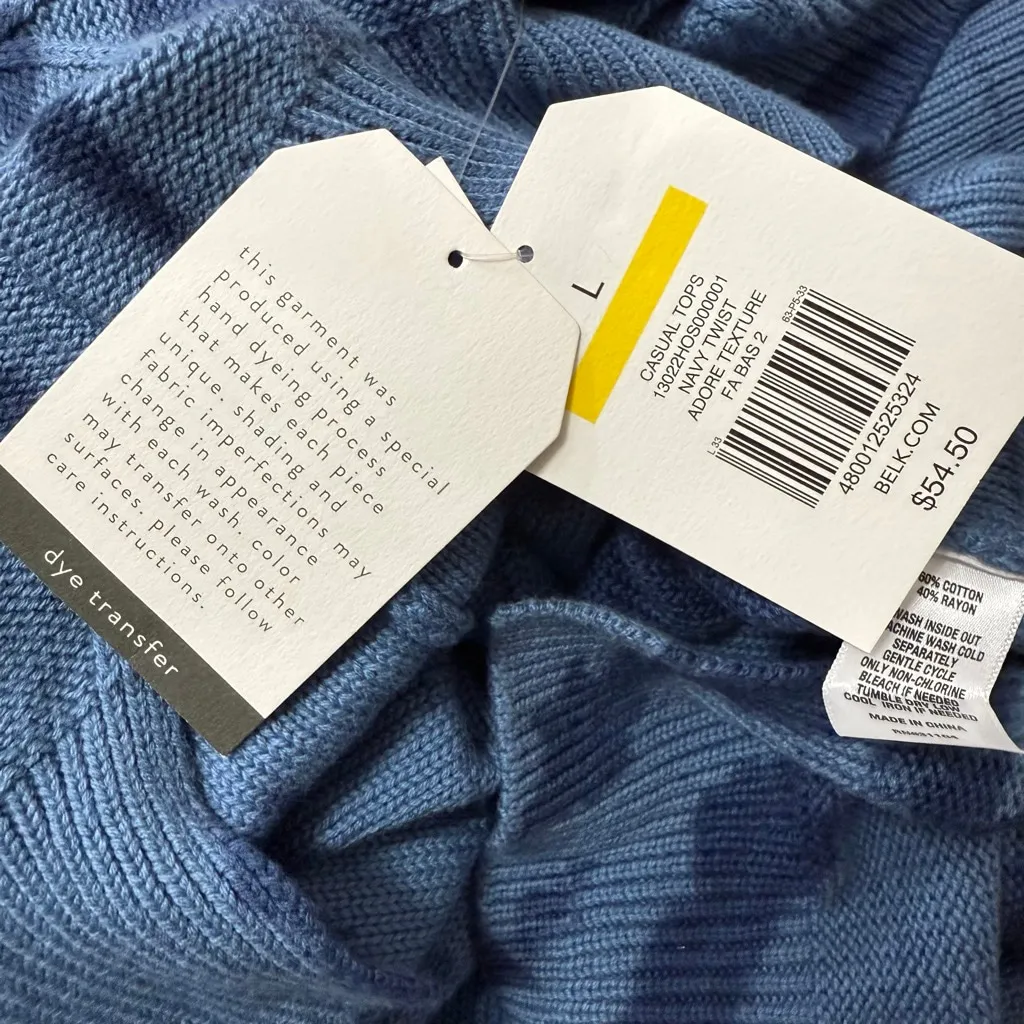 this garment was
produced using a special
hand dyeing process
that makes each piece
unique. shading and
fabric imperfections may
change in appearance
with each wash. color
may transfer onto other
surfaces. please follow
care instructions.
dye transfer
L
CASUAL TOPS
13022HOS000001
NAVY TWIST
ADORE TEXTURE
FA BAS 2
63-P5-33
L 33
480012525324
BELK.COM
$54.50
60% COTTON
40% RAYON
WASH INSIDE OUT
MACHINE WASH COLD
SEPARATELY
GENTLE CYCLE
ONLY NON-CHLORINE
BLEACH IF NEEDED
TUMBLE DRY LOW
COOL IRON IF NEEDED
MADE IN CHINA